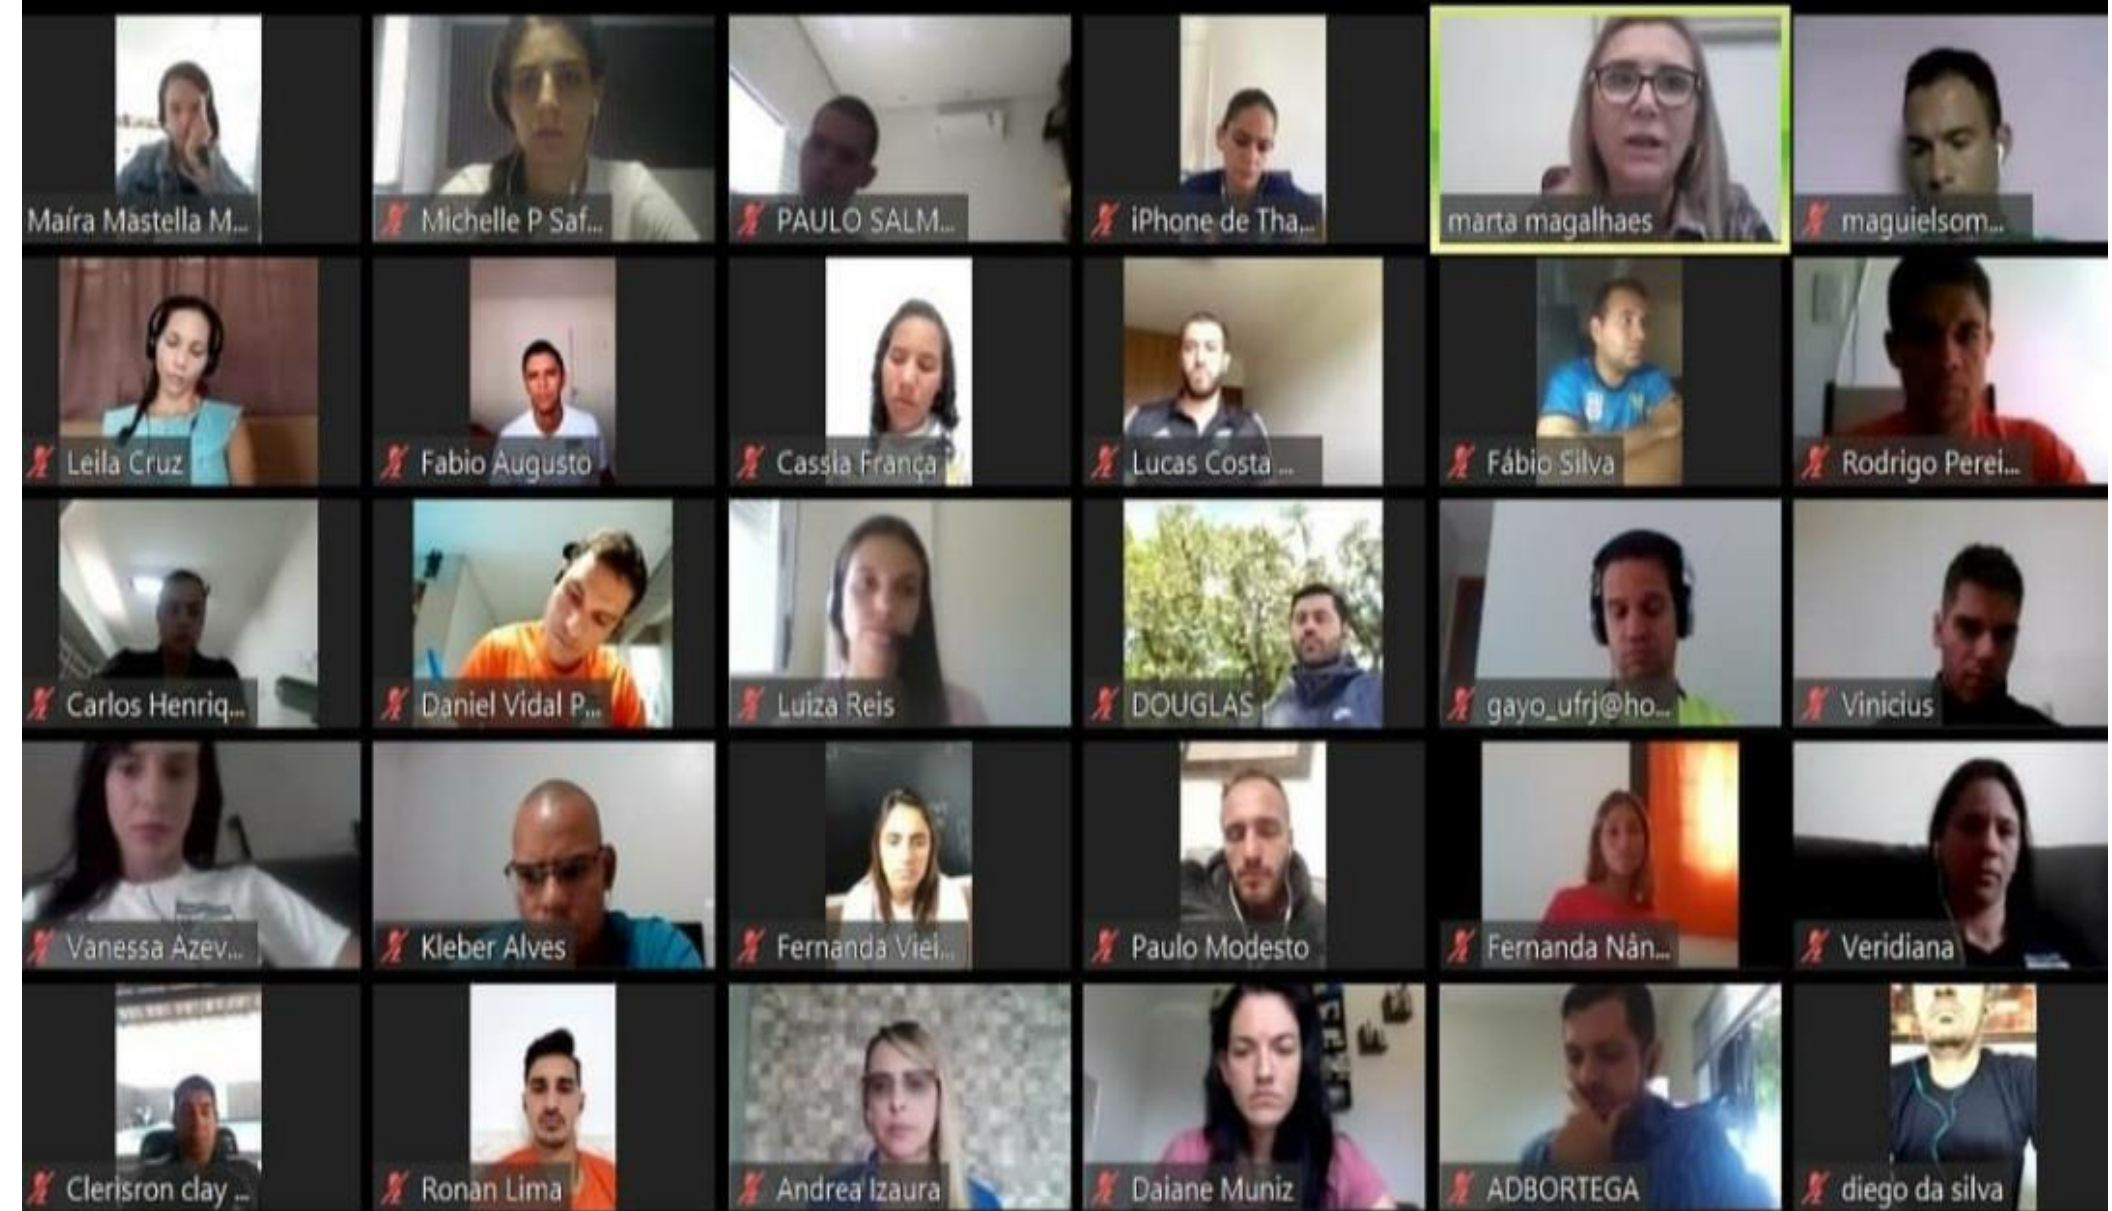 Maíra Mastella M...
Michelle P Saf...
PAULO SALM...
iPhone de Tha...
marta magalhaes
maguielsom...
Leila Cruz
Fabio Augusto
Cassia França
Lucas Costa ...
Fábio Silva
Rodrigo Perei...
Carlos Henriq...
Daniel Vidal P...
Luiza Reis
DOUGLAS
gayo_ufrj@ho...
Vinicius
Vanessa Azev...
Kleber Alves
Fernanda Viei...
Paulo Modesto
Fernanda Nân...
Veridiana
Clerisron clay ...
Ronan Lima
Andrea Izaura
Daiane Muniz
ADBORTEGA
diego da silva